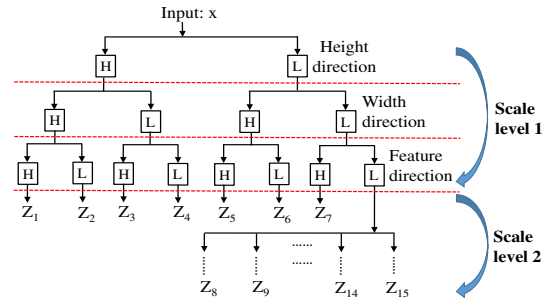 Input: x
H
L
Height
direction
H
L
H
L
Width
direction
Scale
level 1
H
L
H
L
H
L
H
L
Feature
direction
Z1
Z2
Z3
Z4
Z5
Z6
Z7
......
......
Scale
level 2
Z8
Z9
Z14
Z15